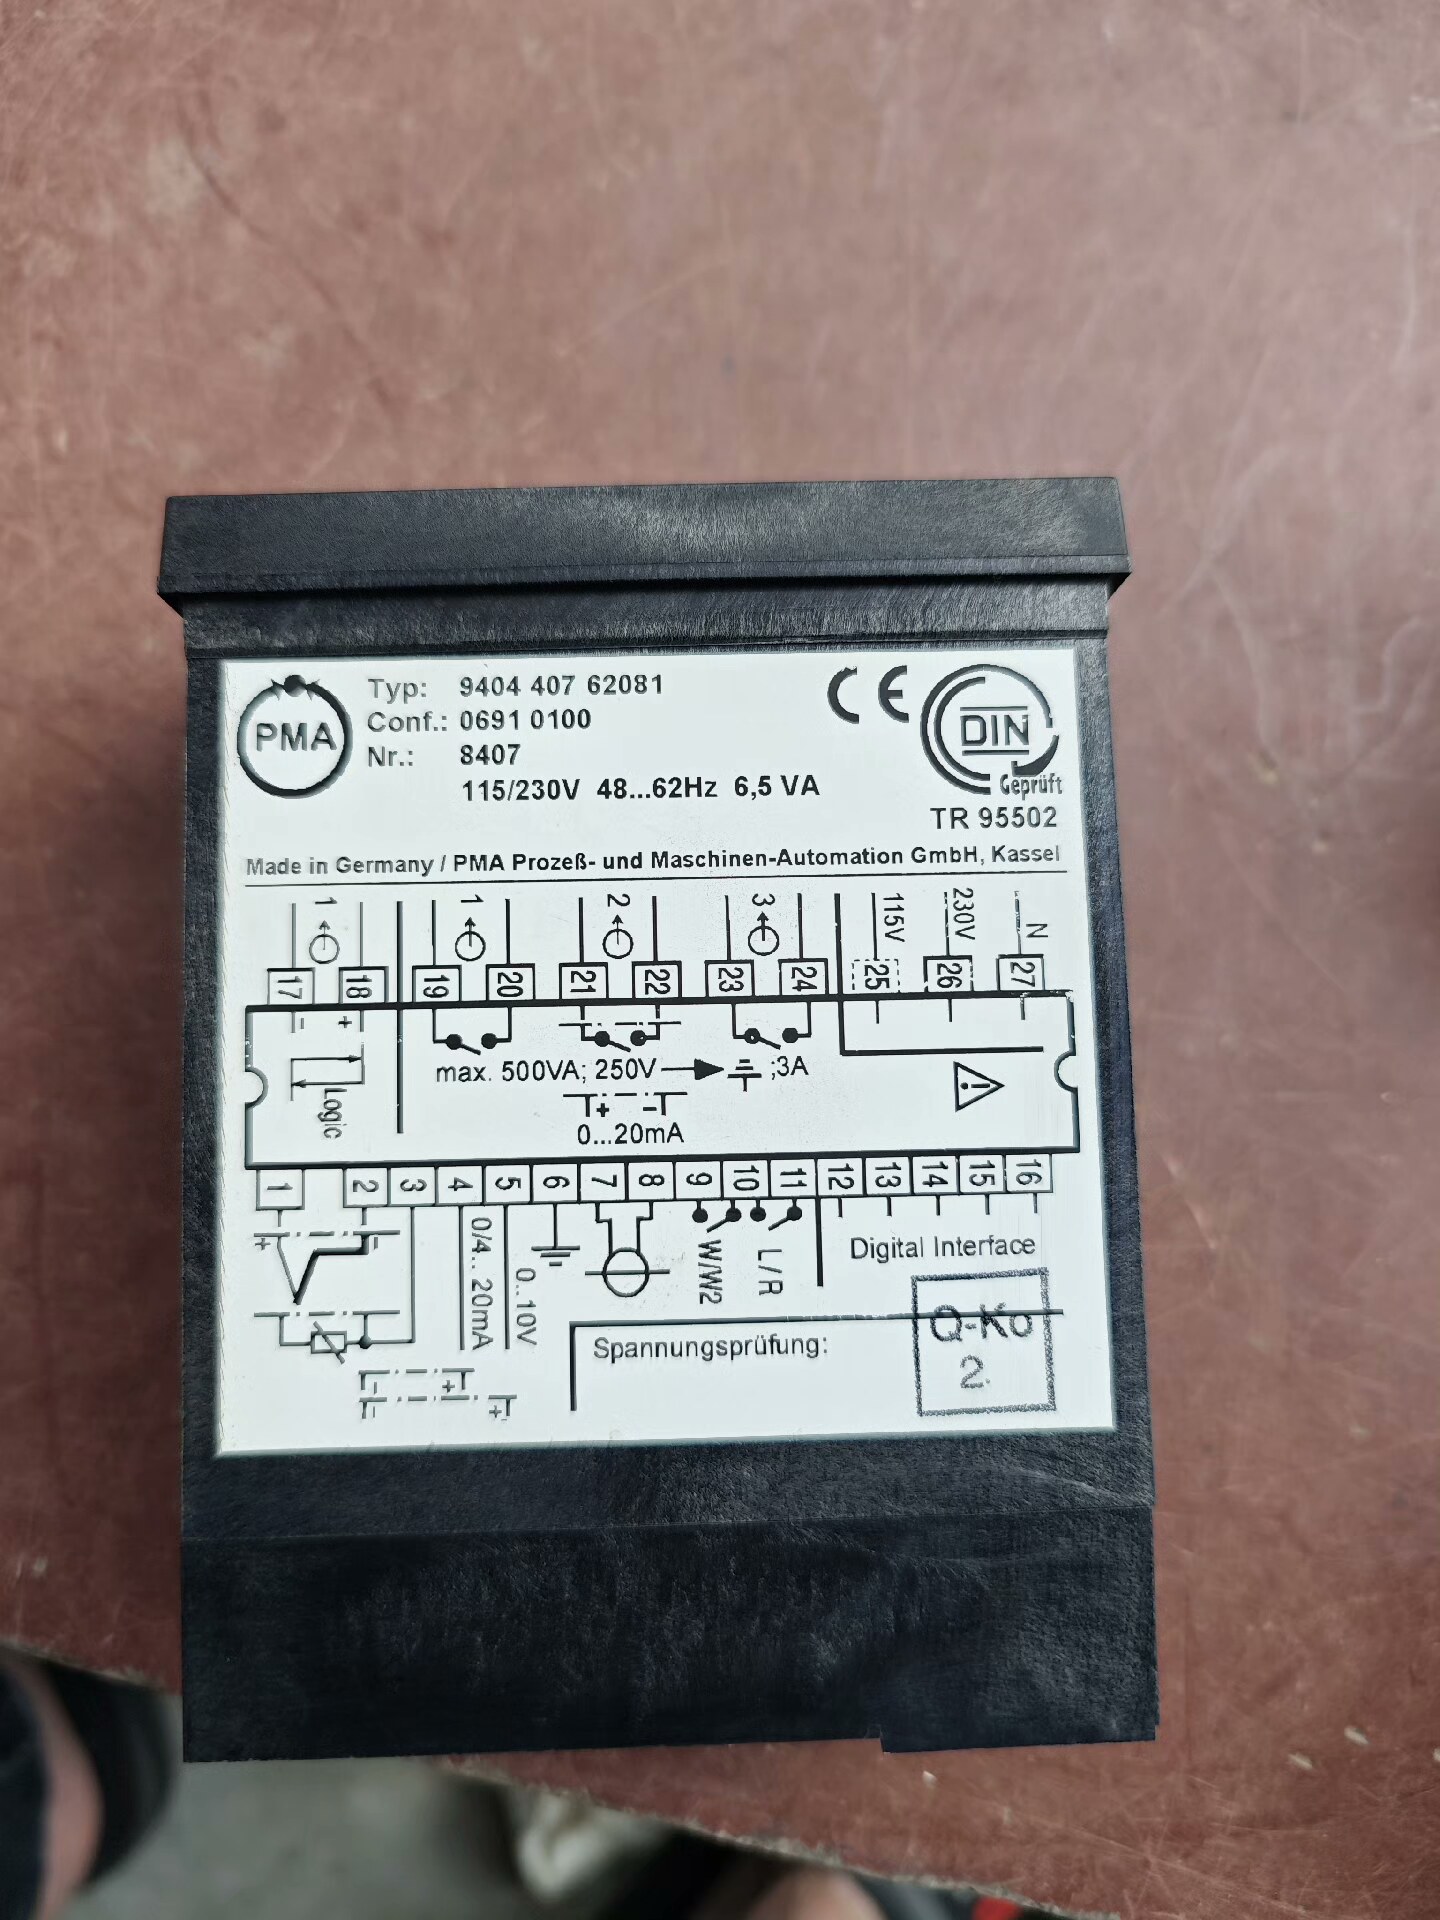 PMA
Typ: 9404 407 62081
Conf.: 0691 0100
Nr.: 8407
115/230V 48...62Hz 6,5 VA
CE
DIN
Geprüft
TR 95502
Made in Germany / PMA Prozeß- und Maschinen-Automation GmbH, Kassel
1 1 2 3 115V 230V N
17 18 19 20 21 22 23 24 25 26 27
- +
max. 500VA; 250V ;3A
Logic
+ -
0...20mA
1 2 3 4 5 6 7 8 9 10 11 12 13 14 15 16
+ -
0/4.. 20mA
0..10V
W/W2
L/R
Digital Interface
Spannungsprüfung:
Q-Ko
2
- +
- +